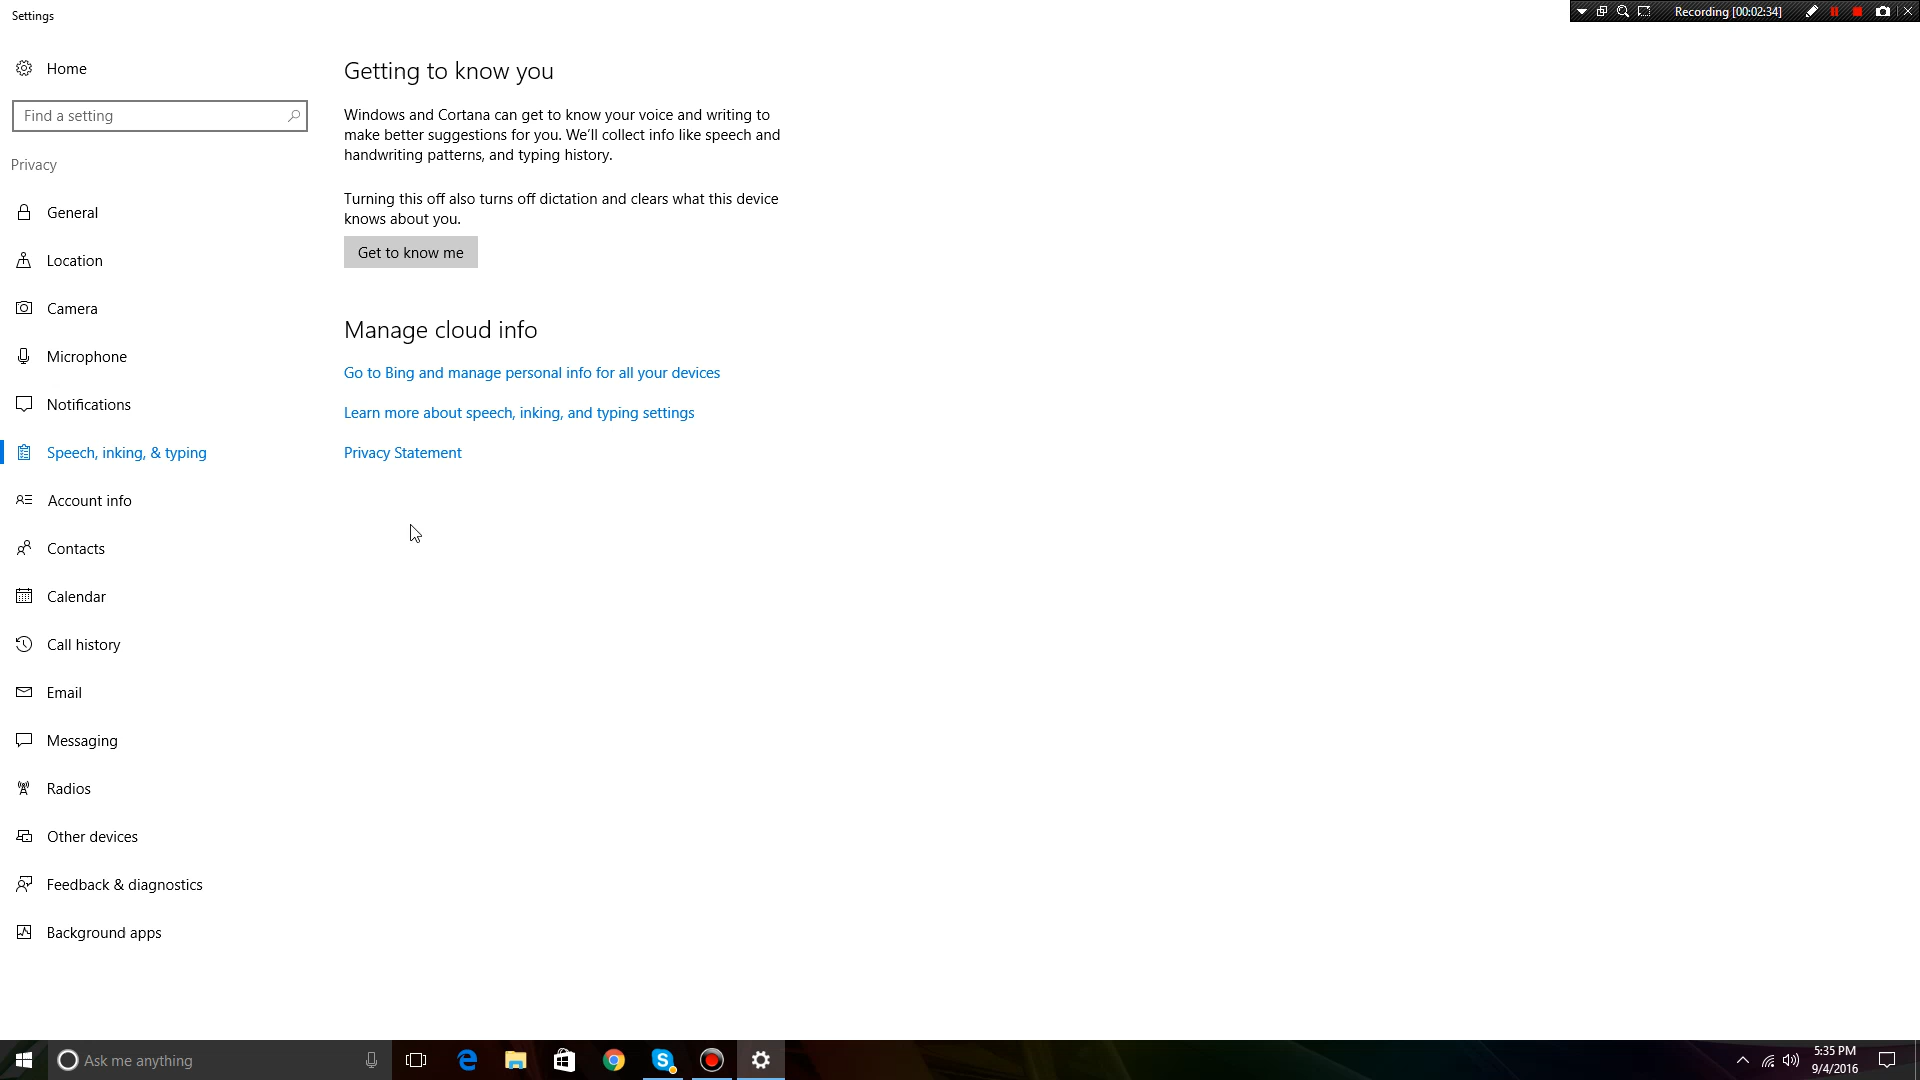 Settings
Recording [00:02:34]
Home
Find a setting
Privacy
General
Location
Camera
Microphone
Notifications
Speech, inking, & typing
Account info
Contacts
Calendar
Call history
Email
Messaging
Radios
Other devices
Feedback & diagnostics
Background apps
Getting to know you
Windows and Cortana can get to know your voice and writing to
make better suggestions for you. We'll collect info like speech and
handwriting patterns, and typing history.
Turning this off also turns off dictation and clears what this device
knows about you.
Get to know me
Manage cloud info
Go to Bing and manage personal info for all your devices
Learn more about speech, inking, and typing settings
Privacy Statement
Ask me anything
5:35 PM
9/4/2016